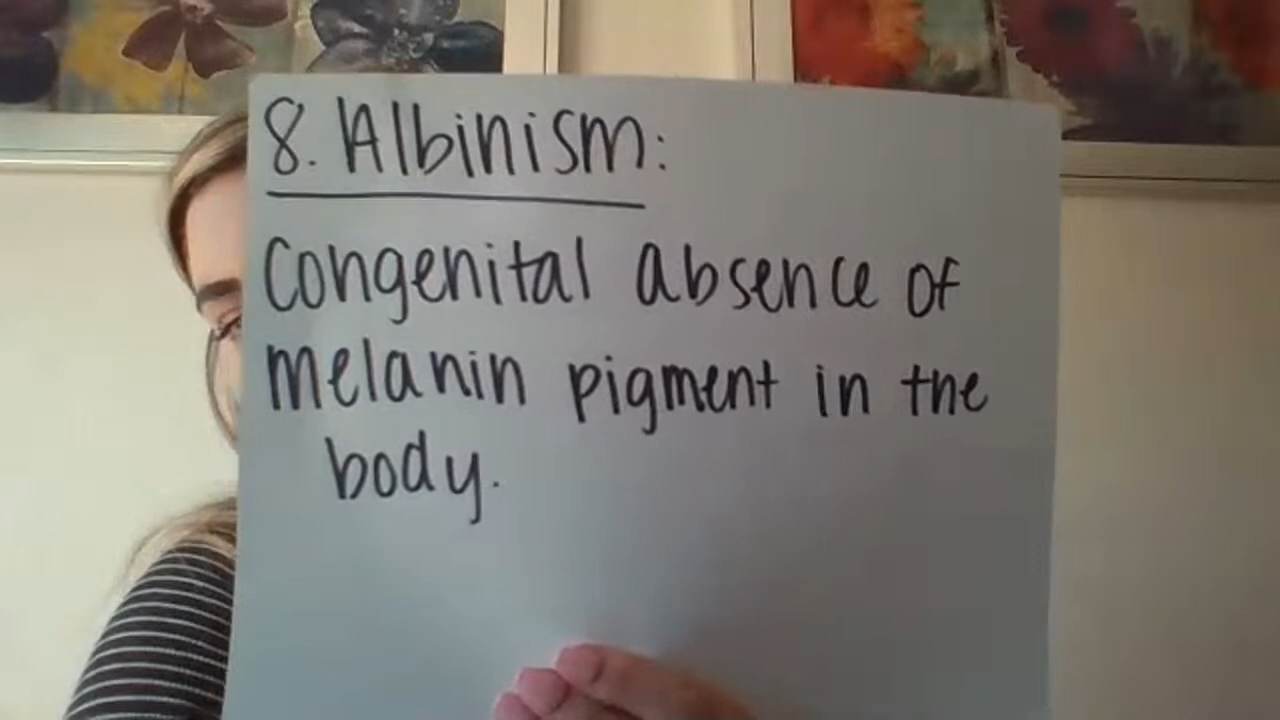 8. Albinism:
Congenital absence of
melanin pigment in the
body.